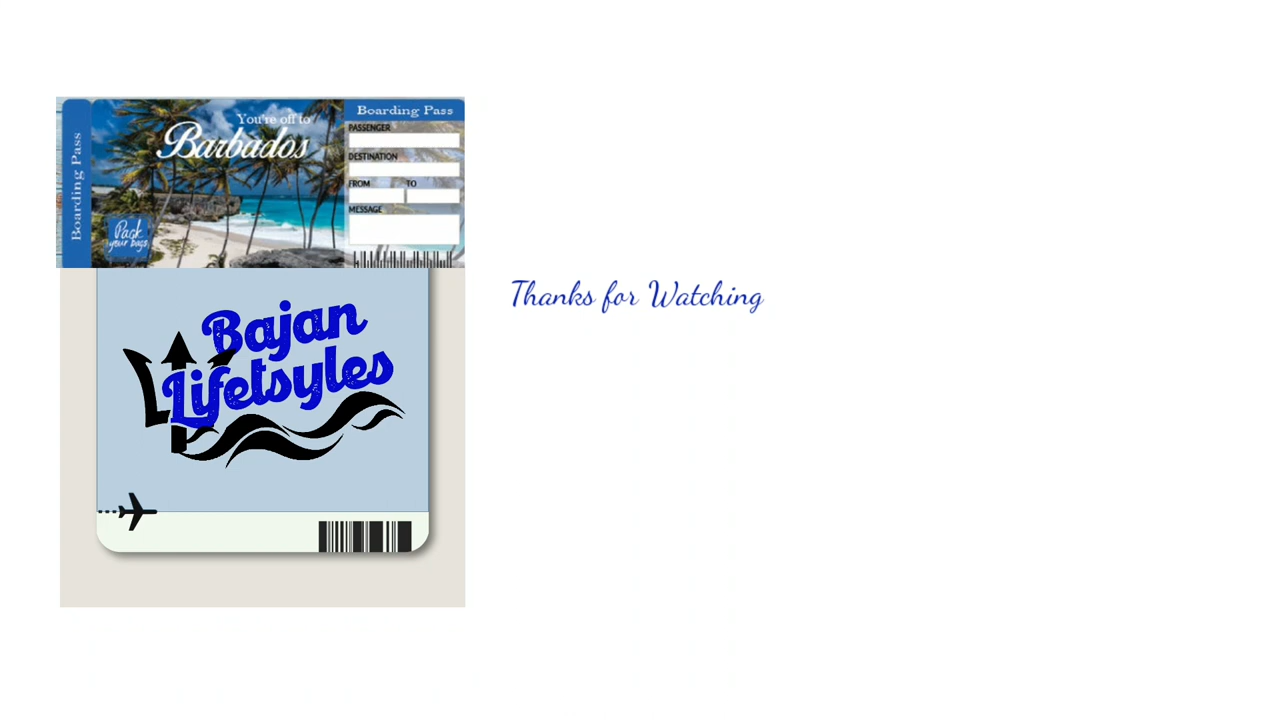 Boarding Pass
You're off to
Barbados
Pack
your bags
Boarding Pass
PASSENGER
DESTINATION
FROM TO
MESSAGE
Bajan
Lifetsyles
Thanks for Watching